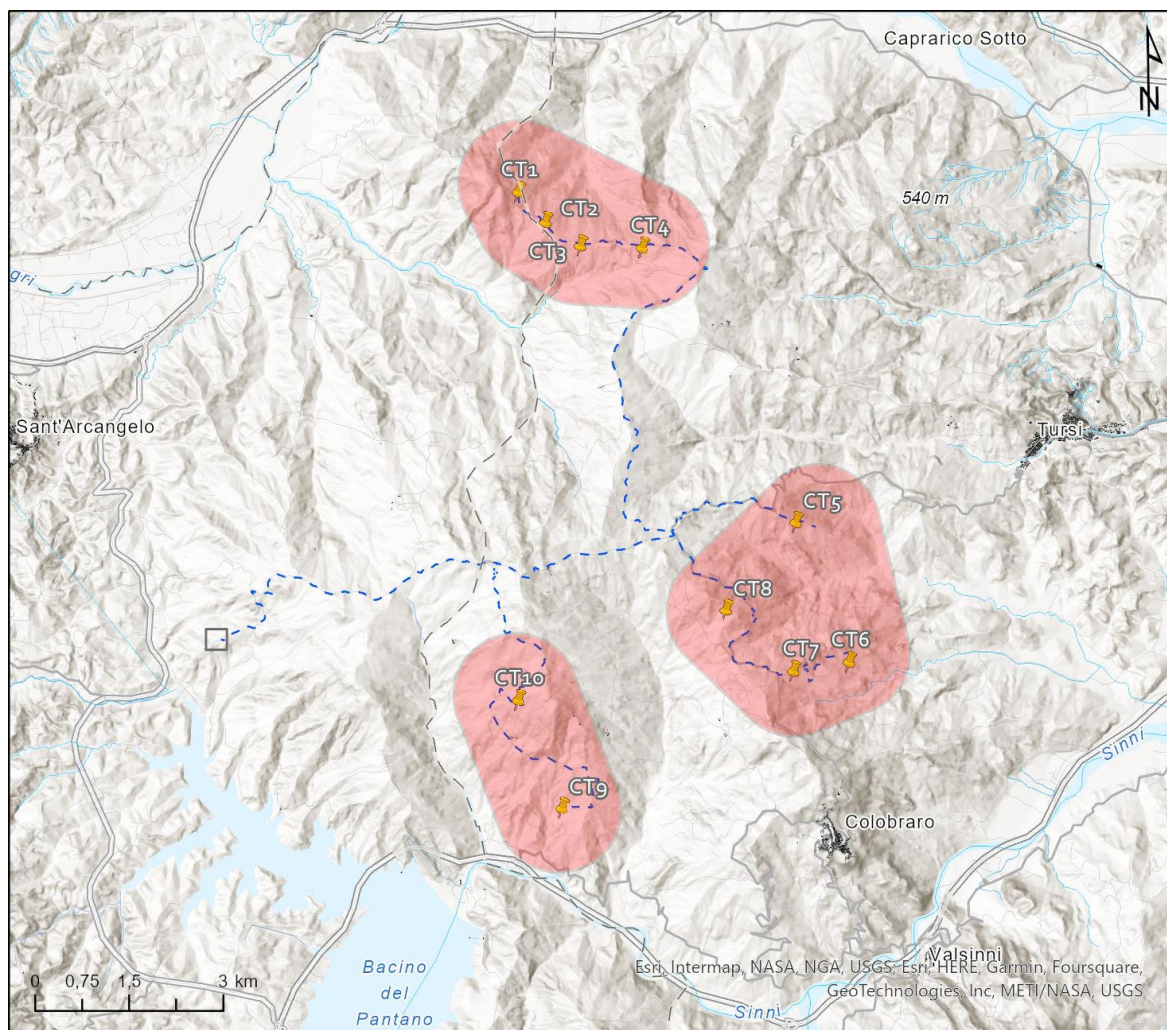 Caprarico Sotto
N
CT1
540 m
CT2
CT3
CT4
gri
Sant'Arcangelo
Tursi
CT5
CT8
CT7
CT6
CT10
Sinni
CT9
Colobraro
Valsinni
Bacino
del
Pantano
Sinni
0 0,75 1,5 3 km
Esri, Intermap, NASA, NGA, USGS; Esri, HERE, Garmin, Foursquare,
GeoTechnologies, Inc, METI/NASA, USGS